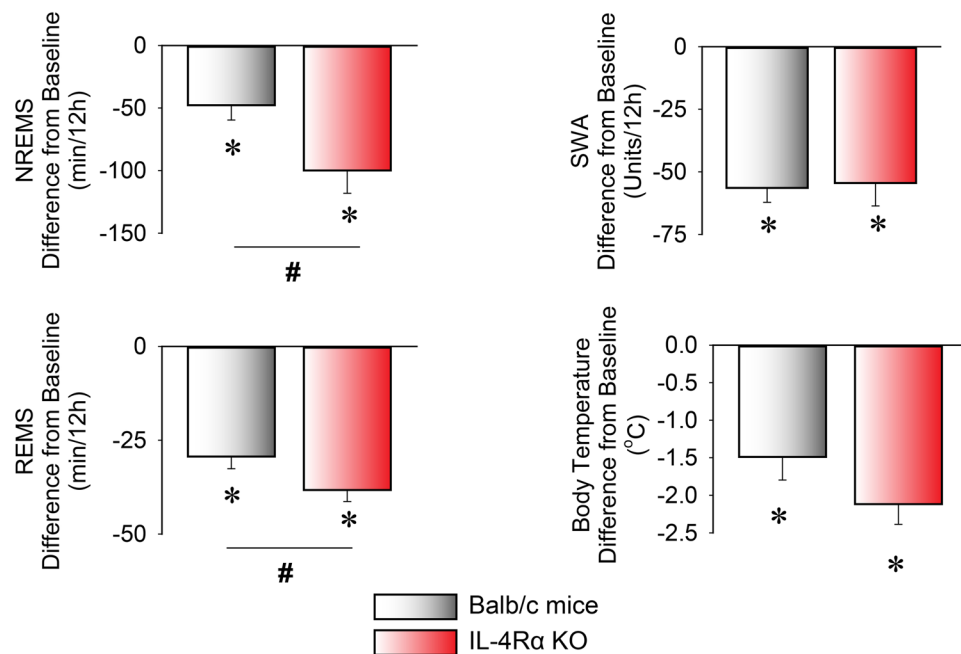 NREMS
Difference from Baseline
(min/12h)
0
-50
-100
-150
*
*
#
SWA
Difference from Baseline
(Units/12h)
0
-25
-50
-75
*
*
REMS
Difference from Baseline
(min/12h)
0
-25
-50
*
*
#
Body Temperature
Difference from Baseline
(°C)
0.0
-0.5
-1.0
-1.5
-2.0
-2.5
*
*
Balb/c mice
IL-4Rα KO